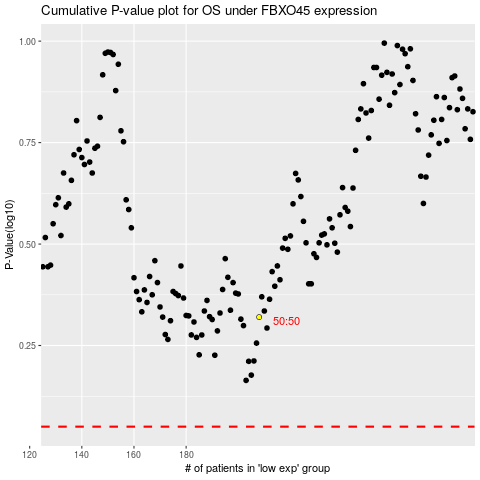 Cumulative P-value plot for OS under FBXO45 expression
P-Value(log10)
1.00
0.75
0.50
0.25
50:50
120 140 160 180
# of patients in 'low exp' group